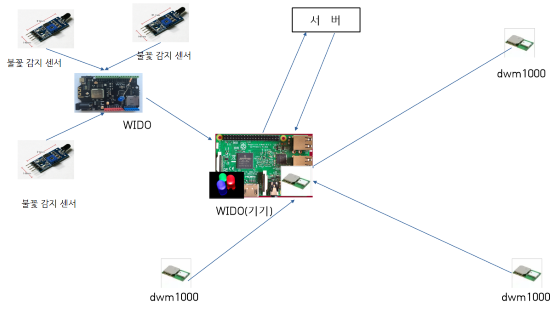 서 버
불꽃 감지 센서
불꽃 감지 센서
dwm1000
WIDO
불꽃 감지 센서
WIDO(기기)
dwm1000
dwm1000